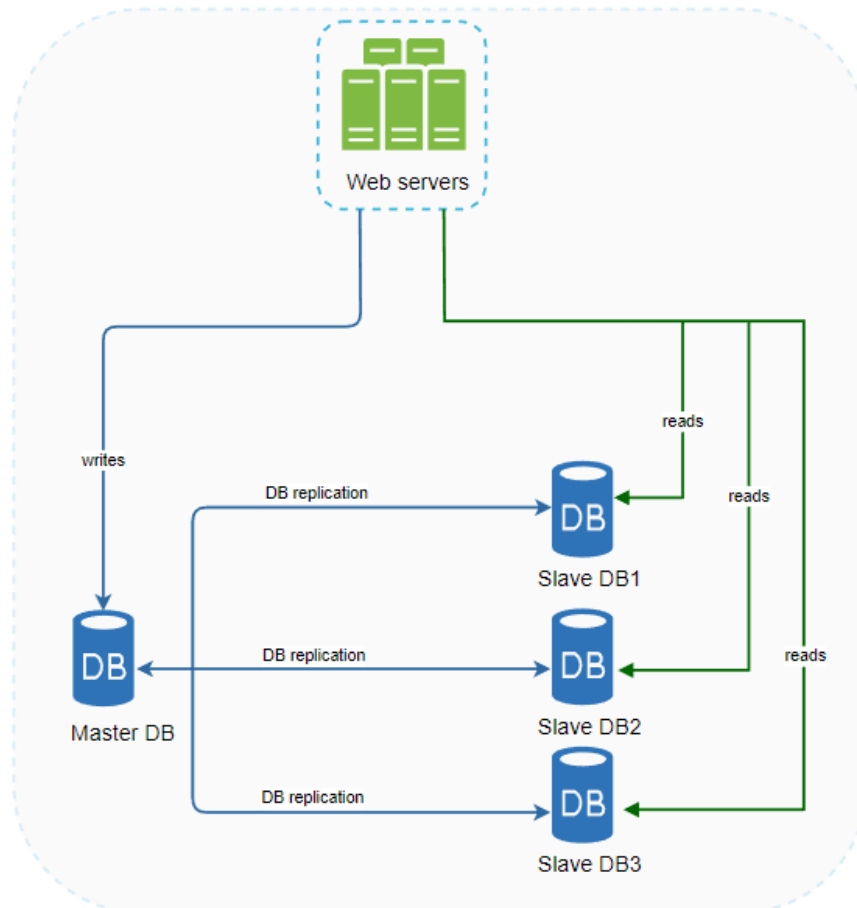 Web servers
reads
writes
DB replication
DB
reads
Slave DB1
DB
DB replication
DB
reads
Master DB
Slave DB2
DB replication
DB
Slave DB3